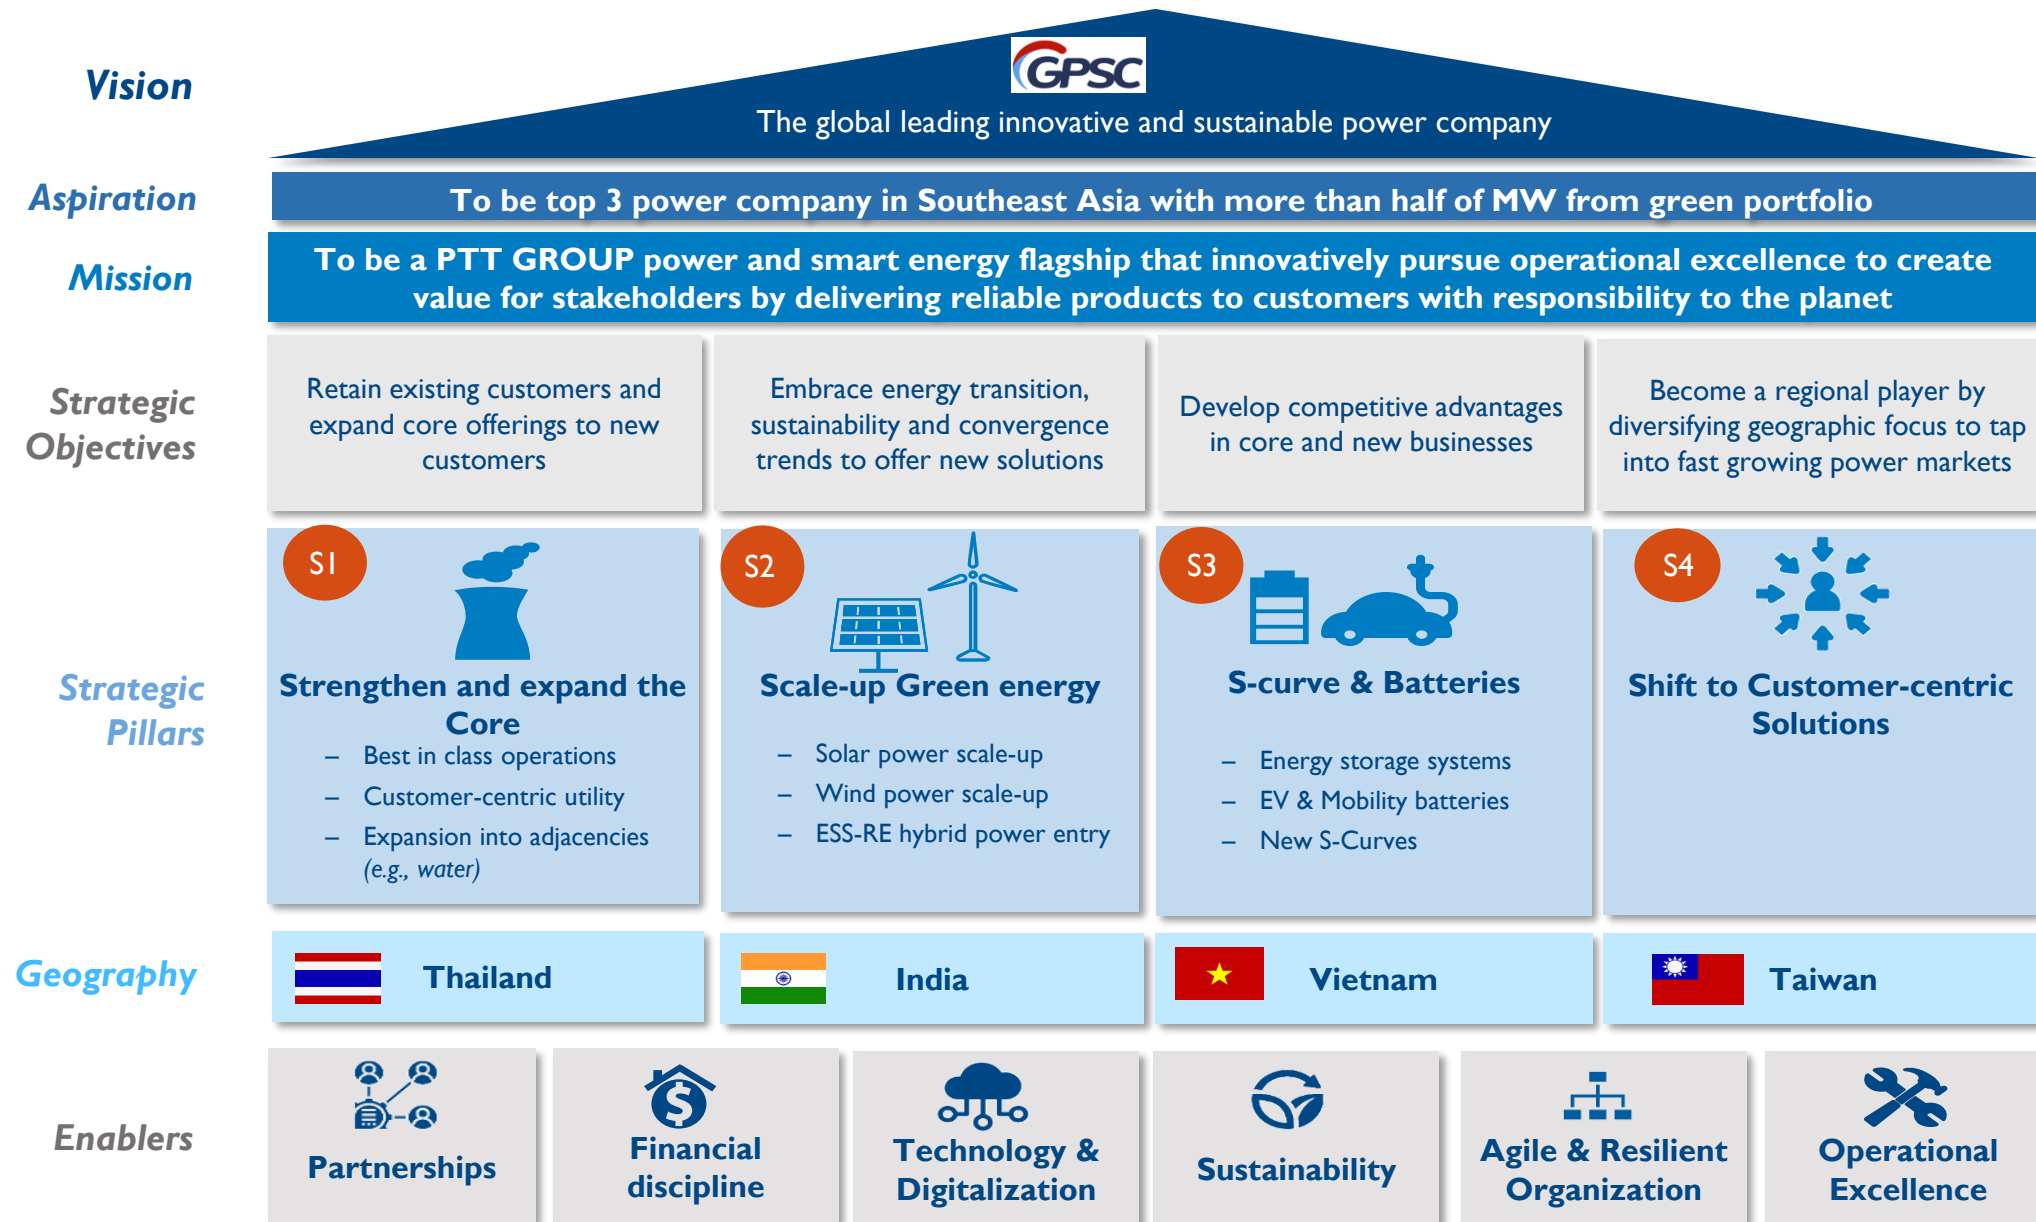 Vision
GPSC
The global leading innovative and sustainable power company
Aspiration
To be top 3 power company in Southeast Asia with more than half of MW from green portfolio
Mission
To be a PTT GROUP power and smart energy flagship that innovatively pursue operational excellence to create
value for stakeholders by delivering reliable products to customers with responsibility to the planet
Strategic
Objectives
Retain existing customers and
expand core offerings to new
customers
Embrace energy transition,
sustainability and convergence
trends to offer new solutions
Develop competitive advantages
in core and new businesses
Become a regional player by
diversifying geographic focus to tap
into fast growing power markets
Strategic
Pillars
S1
Strengthen and expand the
Core
– Best in class operations
– Customer-centric utility
– Expansion into adjacencies
(e.g., water)
S2
Scale-up Green energy
– Solar power scale-up
– Wind power scale-up
– ESS-RE hybrid power entry
S3
S-curve & Batteries
– Energy storage systems
– EV & Mobility batteries
– New S-Curves
S4
Shift to Customer-centric
Solutions
Geography
Thailand
India
Vietnam
Taiwan
Enablers
Partnerships
Financial
discipline
Technology &
Digitalization
Sustainability
Agile & Resilient
Organization
Operational
Excellence